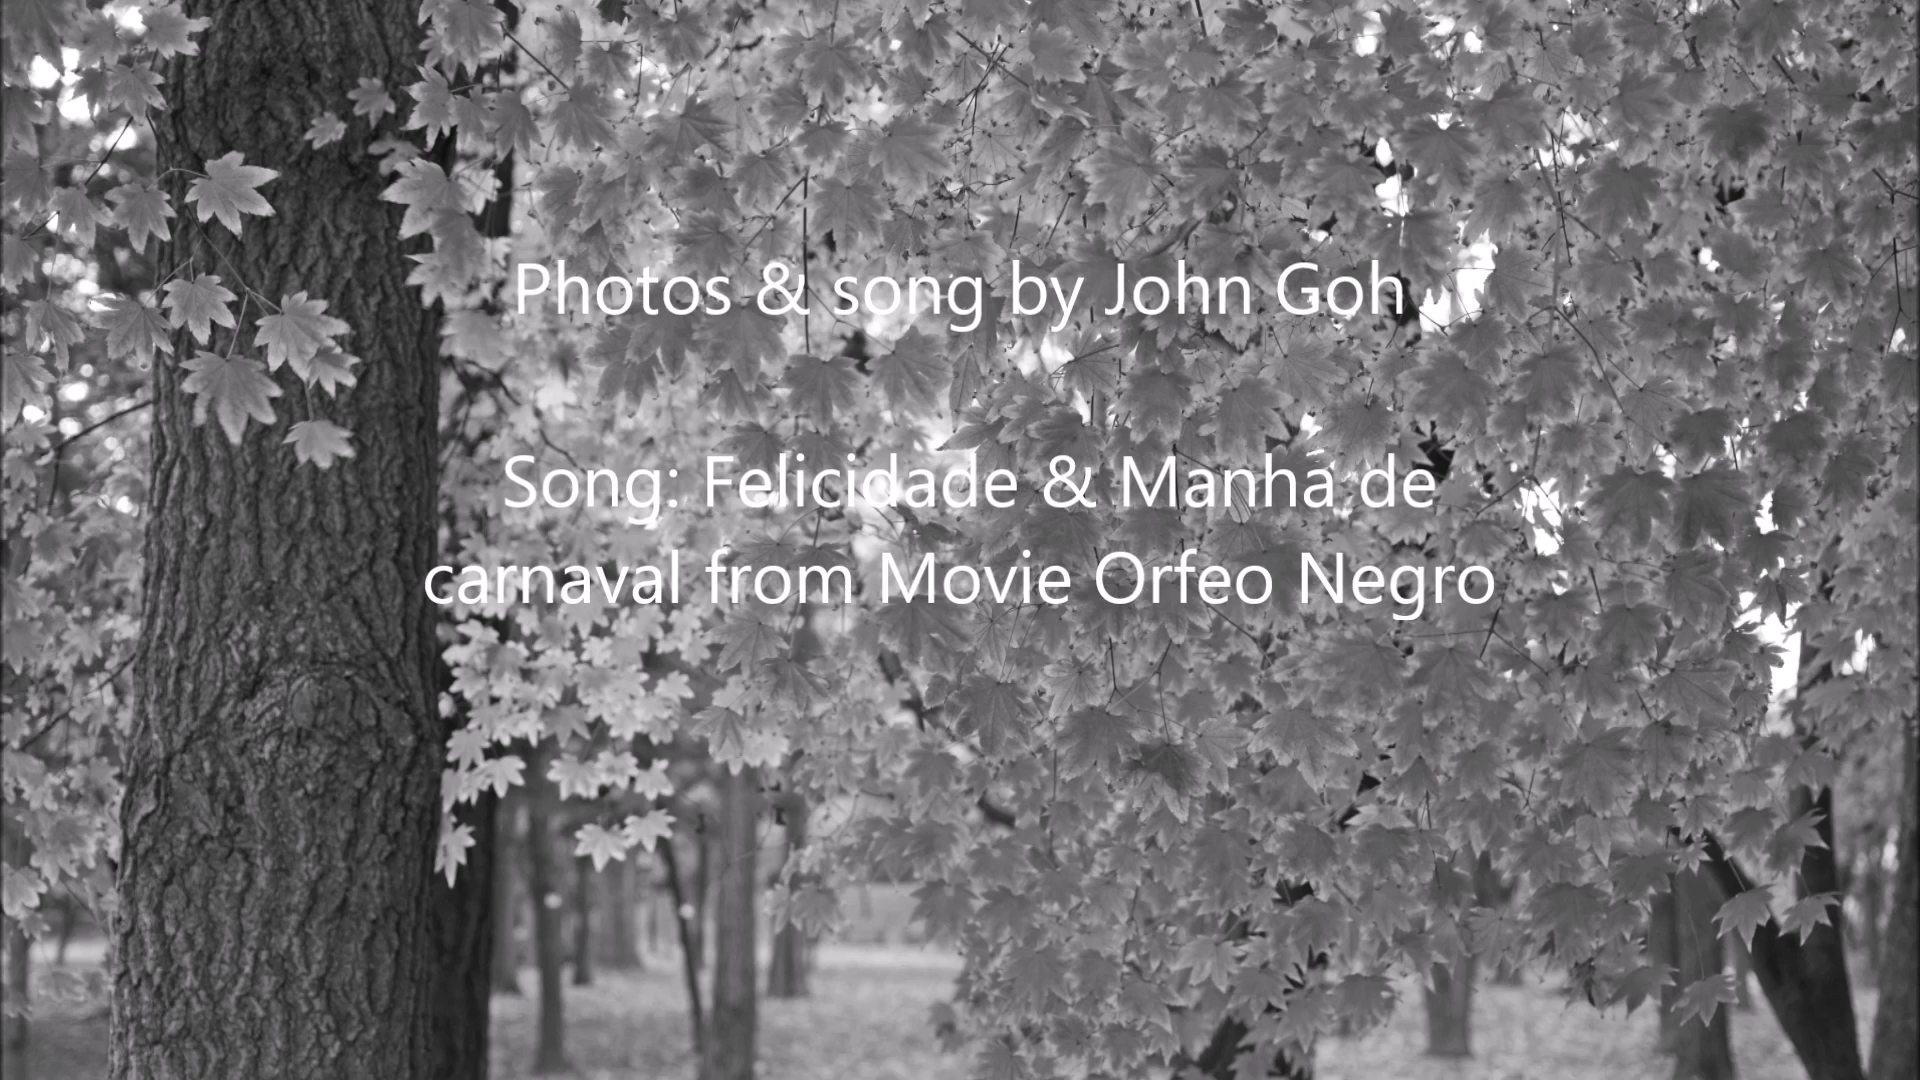 Photos & song by John Goh
Song: Felicidade & Manha de
carnaval from Movie Orfeo Negro